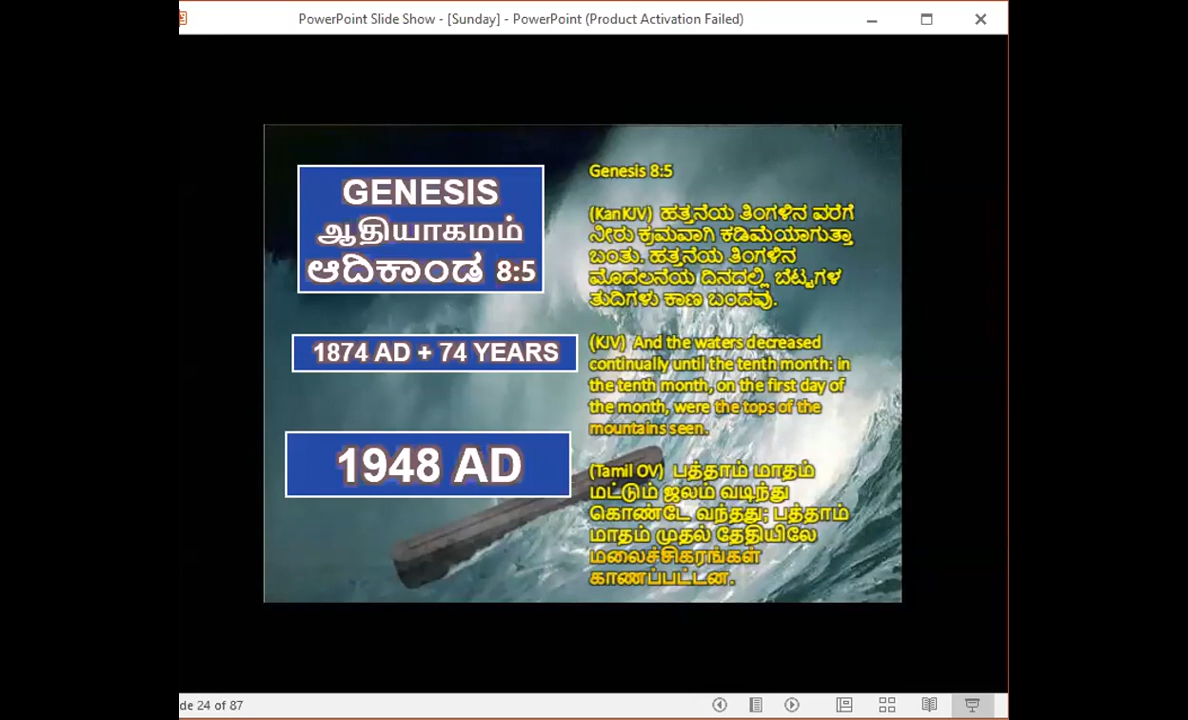 PowerPoint Slide Show - [Sunday] - PowerPoint (Product Activation Failed)
GENESIS
ஆதியாகமம்
ಆದಿಕಾಂಡ 8:5
1874 AD + 74 YEARS
1948 AD
Genesis 8:5
(KanKJV) ಹತ್ತನೆಯ ತಿಂಗಳಿನ ವರೆಗೆ
ನೀರು ಕ್ರಮವಾಗಿ ಕಡಿಮೆಯಾಗುತ್ತಾ
ಬಂತು. ಹತ್ತನೆಯ ತಿಂಗಳಿನ
ಮೊದಲನೆಯ ದಿನದಲ್ಲಿ ಬೆಟ್ಟಗಳ
ತುದಿಗಳು ಕಾಣ ಬಂದವು.
(KJV) And the waters decreased
continually until the tenth month: in
the tenth month, on the first day of
the month, were the tops of the
mountains seen.
(Tamil OV) பத்தாம் மாதம்
மட்டும் ஜலம் வடிந்து
கொண்டே வந்தது; பத்தாம்
மாதம் முதல் தேதியிலே
மலைச்சிகரங்கள்
காணப்பட்டன.
de 24 of 87